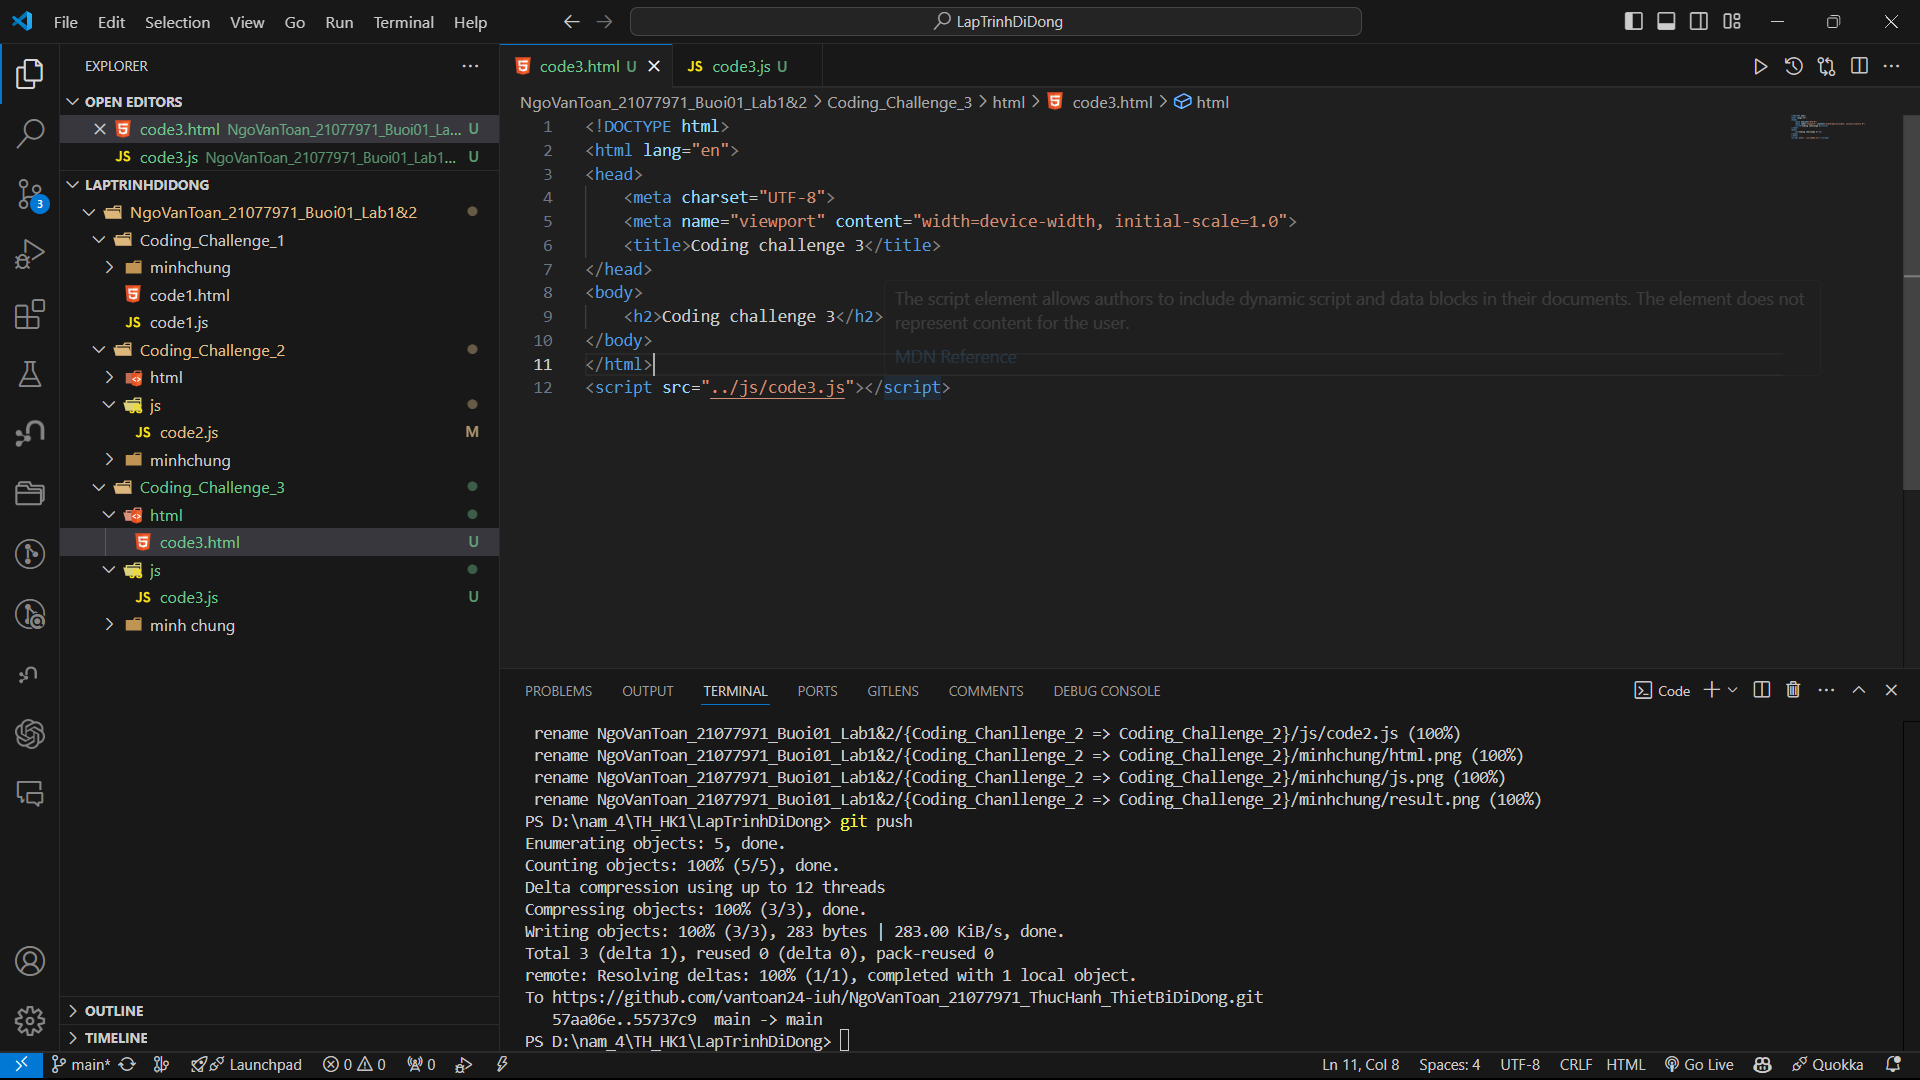 File Edit Selection View Go Run Terminal Help
LapTrinhDiDong
EXPLORER
OPEN EDITORS
code3.html NgoVanToan_21077971_Buoi01_La... U
JS code3.js NgoVanToan_21077971_Buoi01_Lab1... U
LAPTRINHDIDONG
NgoVanToan_21077971_Buoi01_Lab1&2
Coding_Challenge_1
minhchung
code1.html
JS code1.js
Coding_Challenge_2
html
js
JS code2.js M
minhchung
Coding_Challenge_3
html
code3.html U
js
JS code3.js U
minh chung
OUTLINE
TIMELINE
3
code3.html U
JS code3.js U
NgoVanToan_21077971_Buoi01_Lab1&2 > Coding_Challenge_3 > html > code3.html > html
1 <!DOCTYPE html>
2 <html lang="en">
3 <head>
4 <meta charset="UTF-8">
5 <meta name="viewport" content="width=device-width, initial-scale=1.0">
6 <title>Coding challenge 3</title>
7 </head>
8 <body>
9 <h2>Coding challenge 3</h2>
10 </body>
11 </html>
12 <script src="../js/code3.js"></script>
The script element allows authors to include dynamic script and data blocks in their documents. The element does not
represent content for the user.
MDN Reference
PROBLEMS OUTPUT TERMINAL PORTS GITLENS COMMENTS DEBUG CONSOLE
Code
rename NgoVanToan_21077971_Buoi01_Lab1&2/{Coding_Chanllenge_2 => Coding_Challenge_2}/js/code2.js (100%)
rename NgoVanToan_21077971_Buoi01_Lab1&2/{Coding_Chanllenge_2 => Coding_Challenge_2}/minhchung/html.png (100%)
rename NgoVanToan_21077971_Buoi01_Lab1&2/{Coding_Chanllenge_2 => Coding_Challenge_2}/minhchung/js.png (100%)
rename NgoVanToan_21077971_Buoi01_Lab1&2/{Coding_Chanllenge_2 => Coding_Challenge_2}/minhchung/result.png (100%)
PS D:\nam_4\TH_HK1\LapTrinhDiDong> git push
Enumerating objects: 5, done.
Counting objects: 100% (5/5), done.
Delta compression using up to 12 threads
Compressing objects: 100% (3/3), done.
Writing objects: 100% (3/3), 283 bytes | 283.00 KiB/s, done.
Total 3 (delta 1), reused 0 (delta 0), pack-reused 0
remote: Resolving deltas: 100% (1/1), completed with 1 local object.
To https://github.com/vantoan24-iuh/NgoVanToan_21077971_ThucHanh_ThietBiDiDong.git
57aa06e..55737c9 main -> main
PS D:\nam_4\TH_HK1\LapTrinhDiDong>
main* Launchpad 0 0 0 Ln 11, Col 8 Spaces: 4 UTF-8 CRLF HTML Go Live Quokka